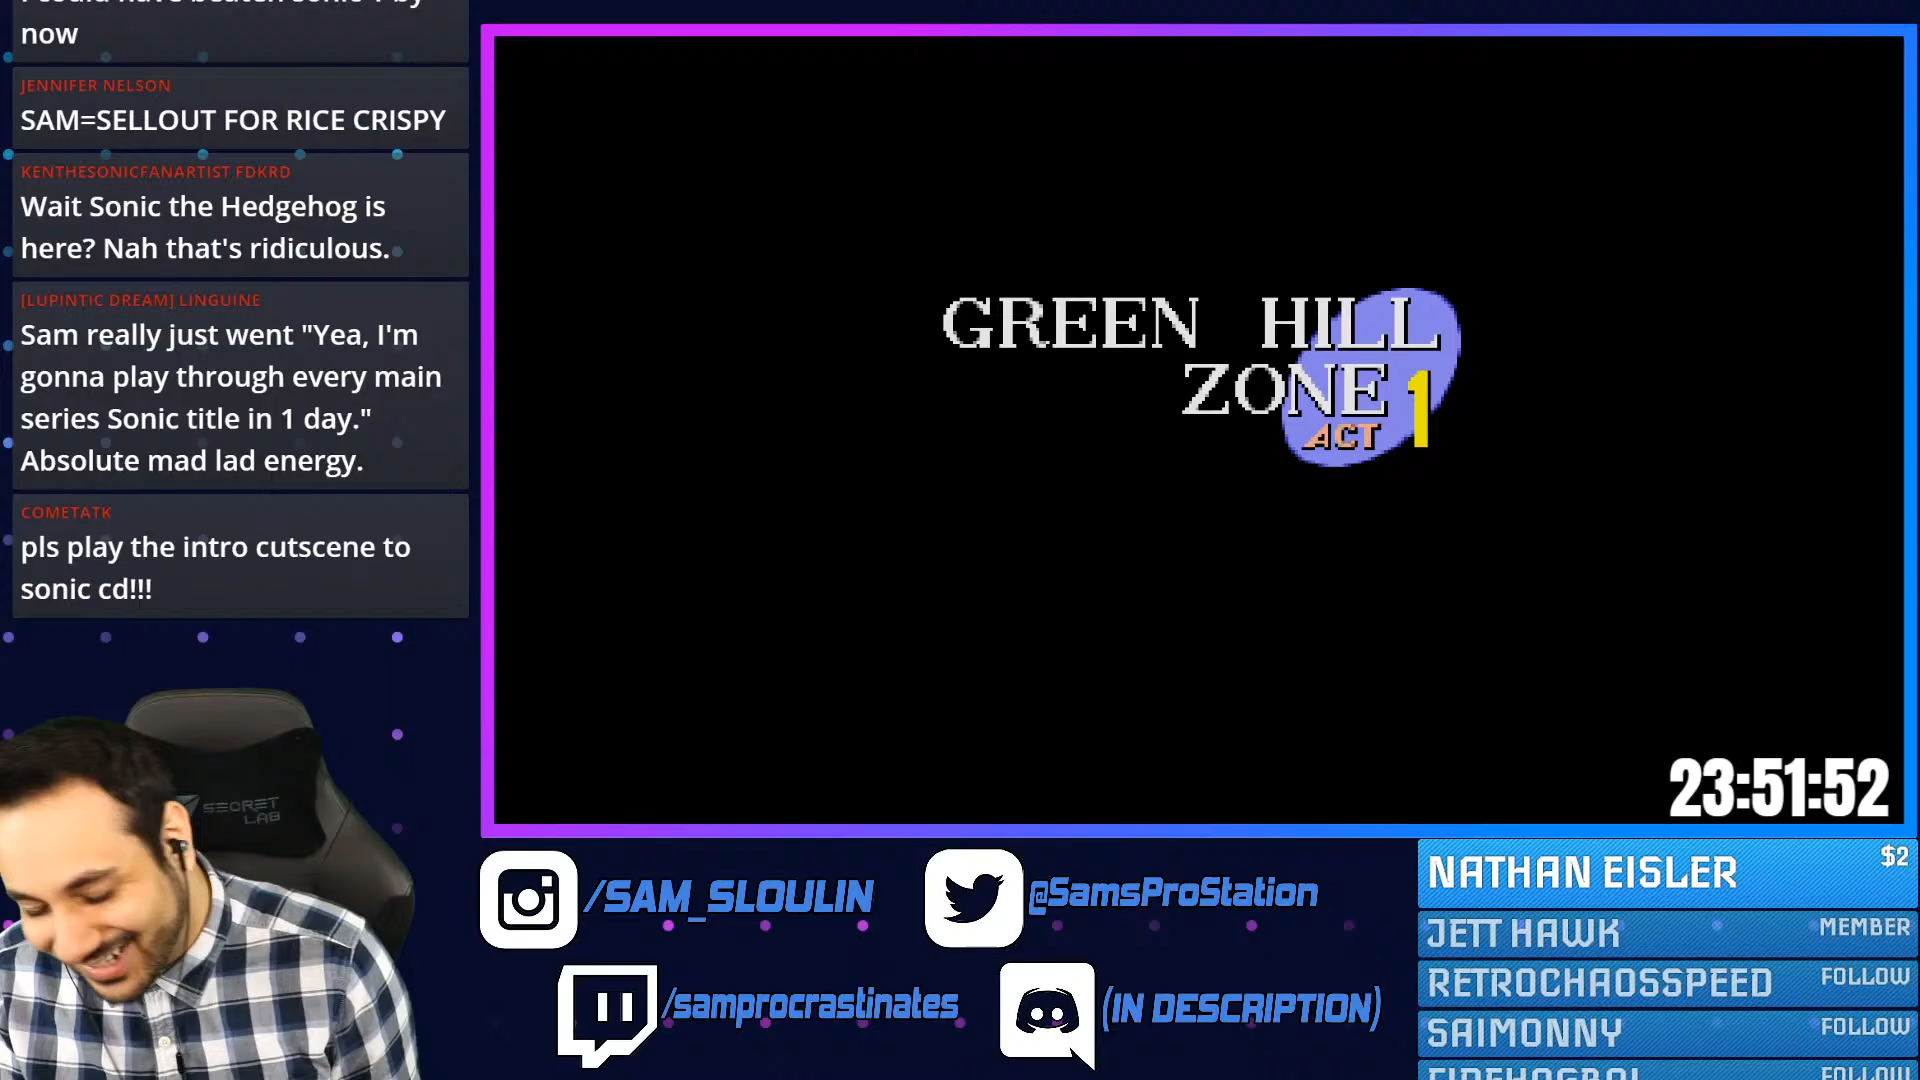 now
JENNIFER NELSON
SAM=SELLOUT FOR RICE CRISPY
KENTHESONICFANARTIST FDKRD
Wait Sonic the Hedgehog is
here? Nah that's ridiculous.
[LUPINTIC DREAM] LINGUINE
Sam really just went "Yea, I'm
gonna play through every main
series Sonic title in 1 day."
Absolute mad lad energy.
COMETATK
pls play the intro cutscene to
sonic cd!!!
SECRET
LAB
GREEN HILL
ZONE
ACT 1
23:51:52
/SAM_SLOULIN
@SamsProStation
/samprocrastinates
(IN DESCRIPTION)
NATHAN EISLER $2
JETT HAWK MEMBER
RETROCHAOSSPEED FOLLOW
SAIMONNY FOLLOW
FOLLOW